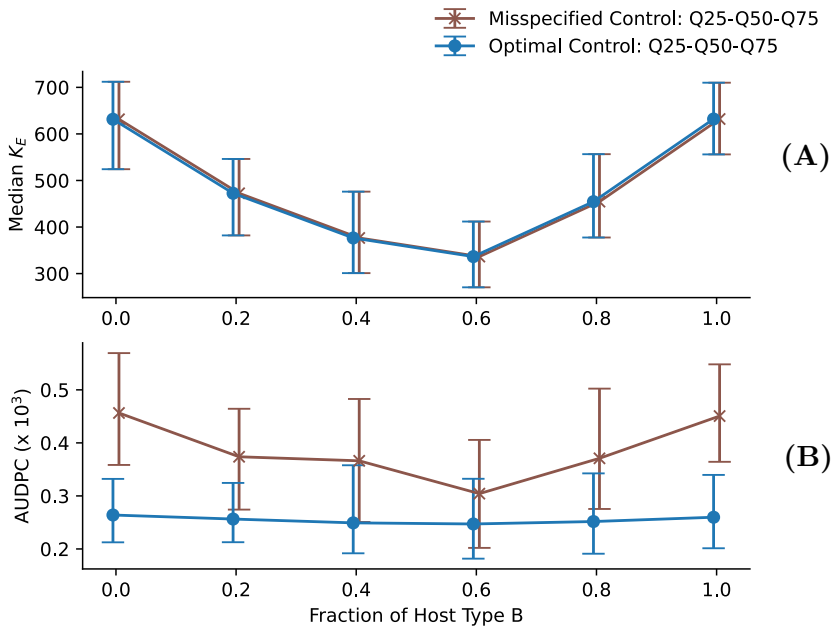 Misspecified Control: Q25-Q50-Q75
Optimal Control: Q25-Q50-Q75
700
600
500
400
300
Median K_E
0.0 0.2 0.4 0.6 0.8 1.0
(A)
0.5
0.4
0.3
0.2
AUDPC (x 10³)
0.0 0.2 0.4 0.6 0.8 1.0
Fraction of Host Type B
(B)